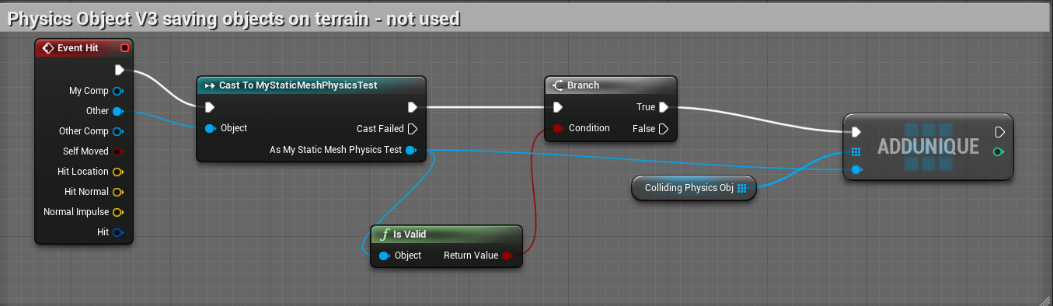 Physics Object V3 saving objects on terrain - not used
Event Hit
My Comp
Other
Other Comp
Self Moved
Hit Location
Hit Normal
Normal Impulse
Hit
Cast To MyStaticMeshPhysicsTest
Object
Cast Failed
As My Static Mesh Physics Test
f Is Valid
Object Return Value
Branch
True
Condition False
Colliding Physics Obj
ADDUNIQUE